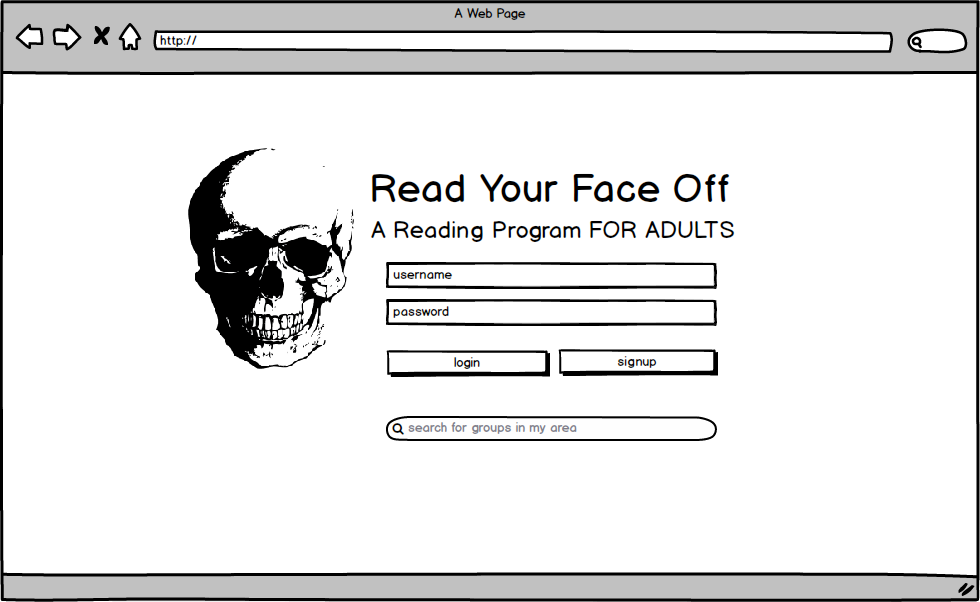 A Web Page
http://
Read Your Face Off
A Reading Program FOR ADULTS
username
password
login
signup
search for groups in my area